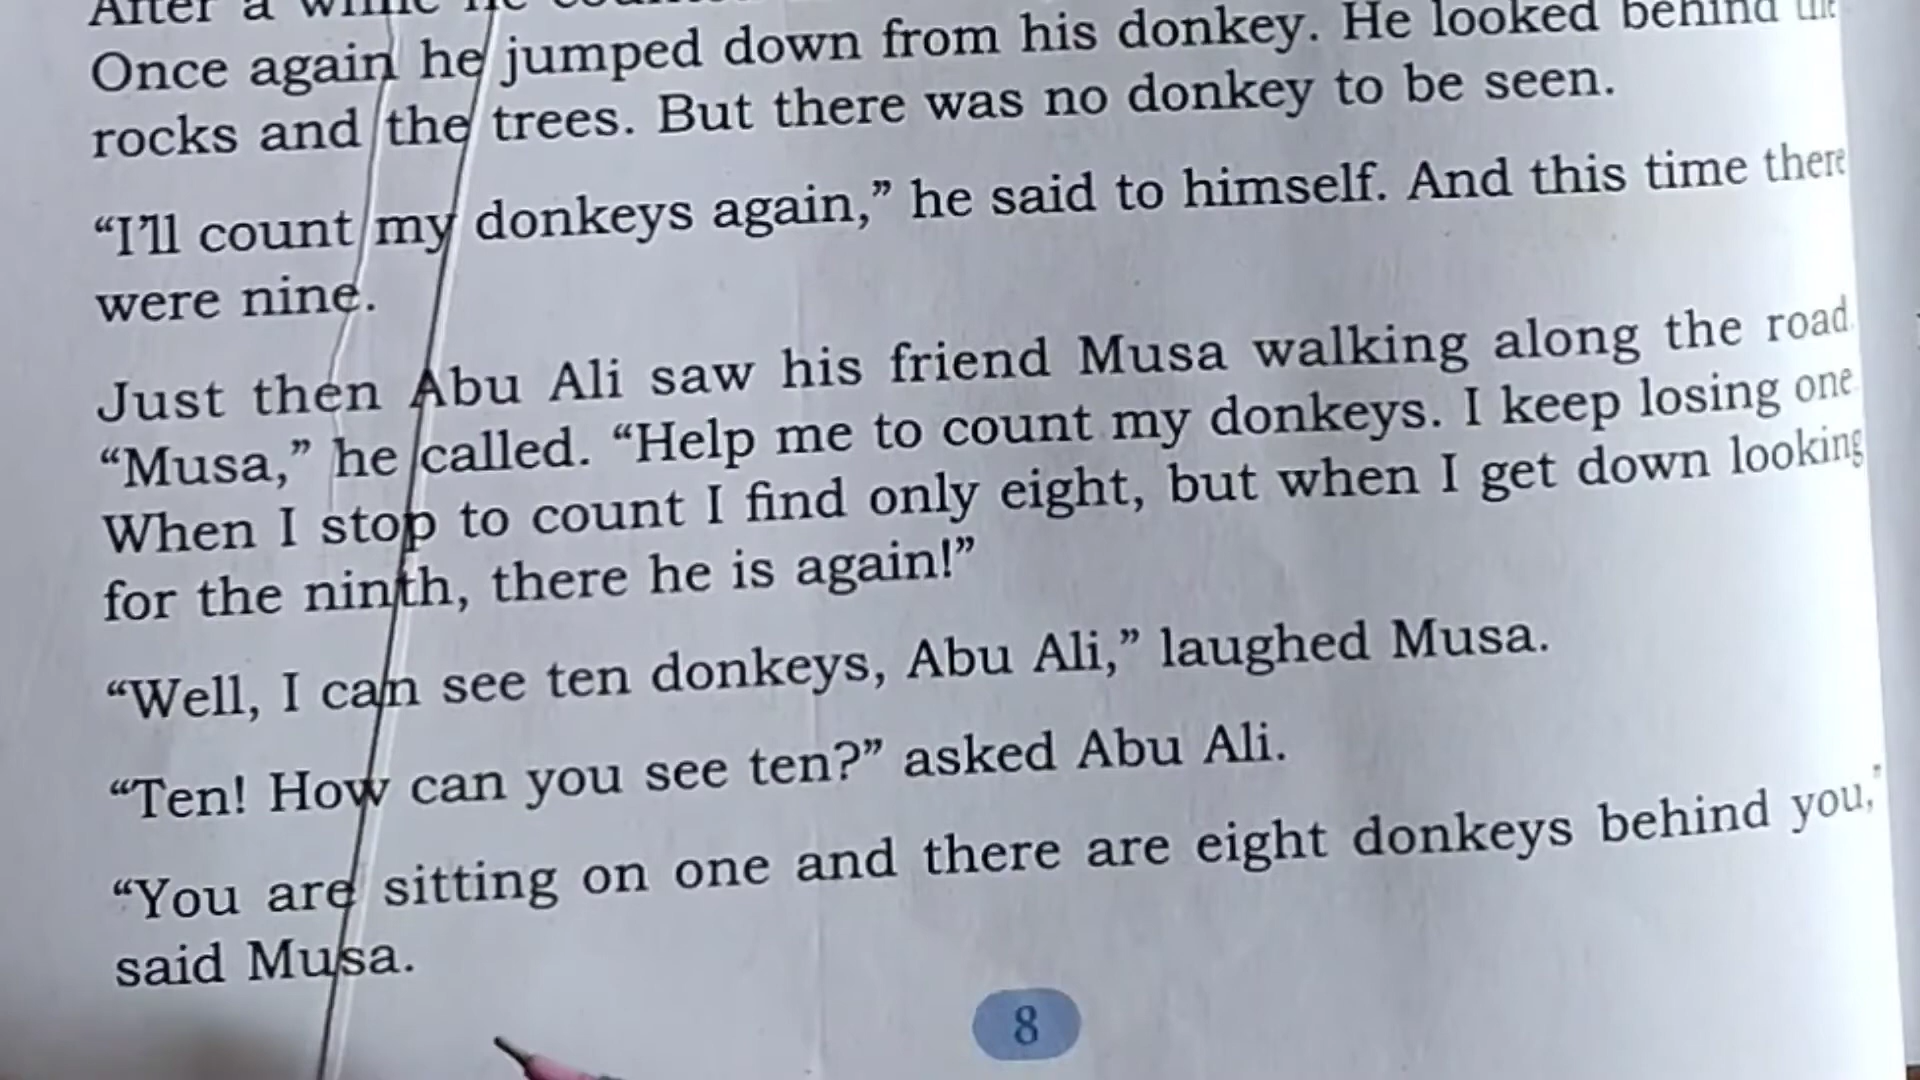 After a while he counted
Once again he jumped down from his donkey. He looked behind the
rocks and the trees. But there was no donkey to be seen.
“I’ll count my donkeys again,” he said to himself. And this time there
were nine.
Just then Abu Ali saw his friend Musa walking along the road.
“Musa,” he called. “Help me to count my donkeys. I keep losing one.
When I stop to count I find only eight, but when I get down looking
for the ninth, there he is again!”
“Well, I can see ten donkeys, Abu Ali,” laughed Musa.
“Ten! How can you see ten?” asked Abu Ali.
“You are sitting on one and there are eight donkeys behind you,”
said Musa.
8